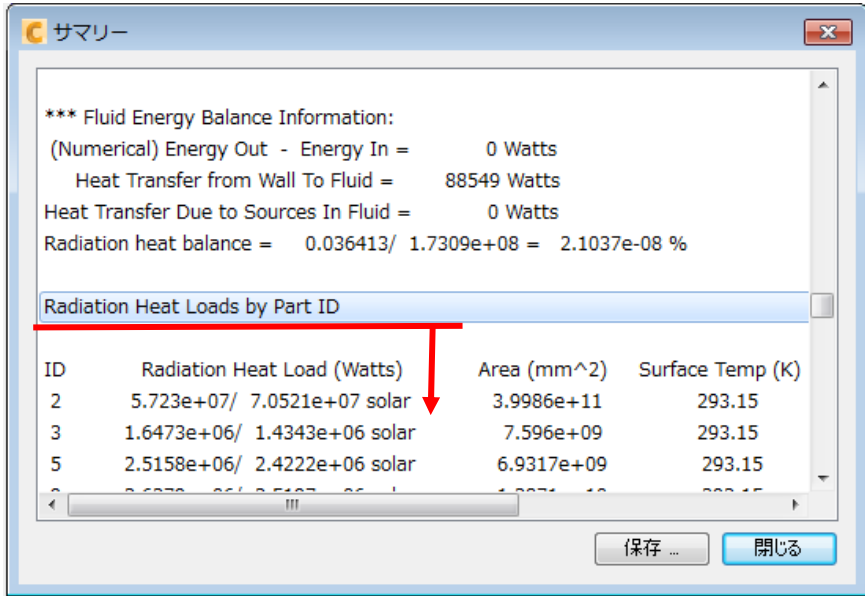 サマリー
*** Fluid Energy Balance Information:
(Numerical) Energy Out - Energy In = 0 Watts
Heat Transfer from Wall To Fluid = 88549 Watts
Heat Transfer Due to Sources In Fluid = 0 Watts
Radiation heat balance = 0.036413/ 1.7309e+08 = 2.1037e-08 %
Radiation Heat Loads by Part ID
ID Radiation Heat Load (Watts) Area (mm^2) Surface Temp (K)
2 5.723e+07/ 7.0521e+07 solar 3.9986e+11 293.15
3 1.6473e+06/ 1.4343e+06 solar 7.596e+09 293.15
5 2.5158e+06/ 2.4222e+06 solar 6.9317e+09 293.15
保存 ... 閉じる